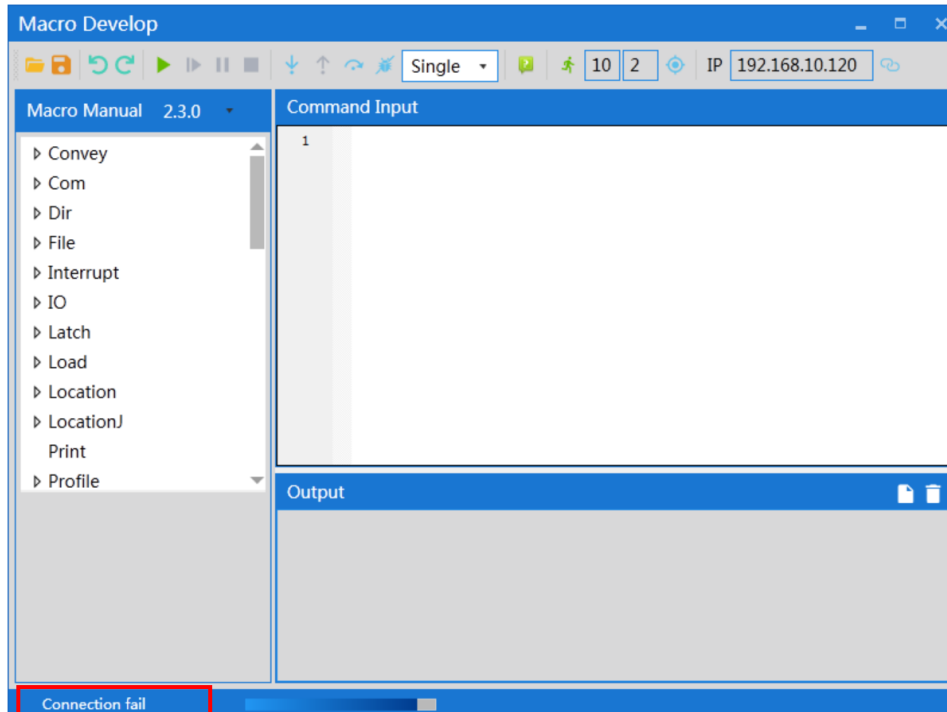 Macro Develop
Single 10 2 IP 192.168.10.120
Macro Manual 2.3.0
Convey
Com
Dir
File
Interrupt
IO
Latch
Load
Location
LocationJ
Print
Profile
Command Input
1
Output
Connection fail